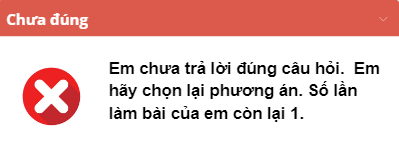 Chưa đúng
Em chưa trả lời đúng câu hỏi. Em
hãy chọn lại phương án. Số lần
làm bài của em còn lại 1.